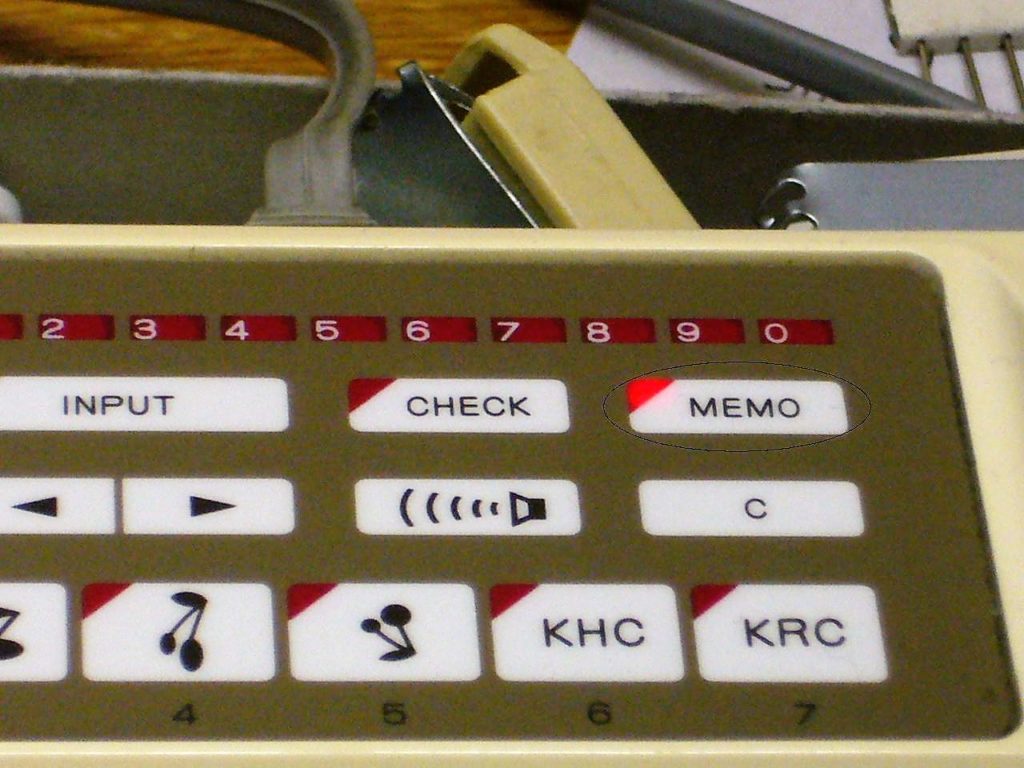 2 3 4 5 6 7 8 9 0
INPUT CHECK MEMO
C
KHC KRC
4 5 6 7